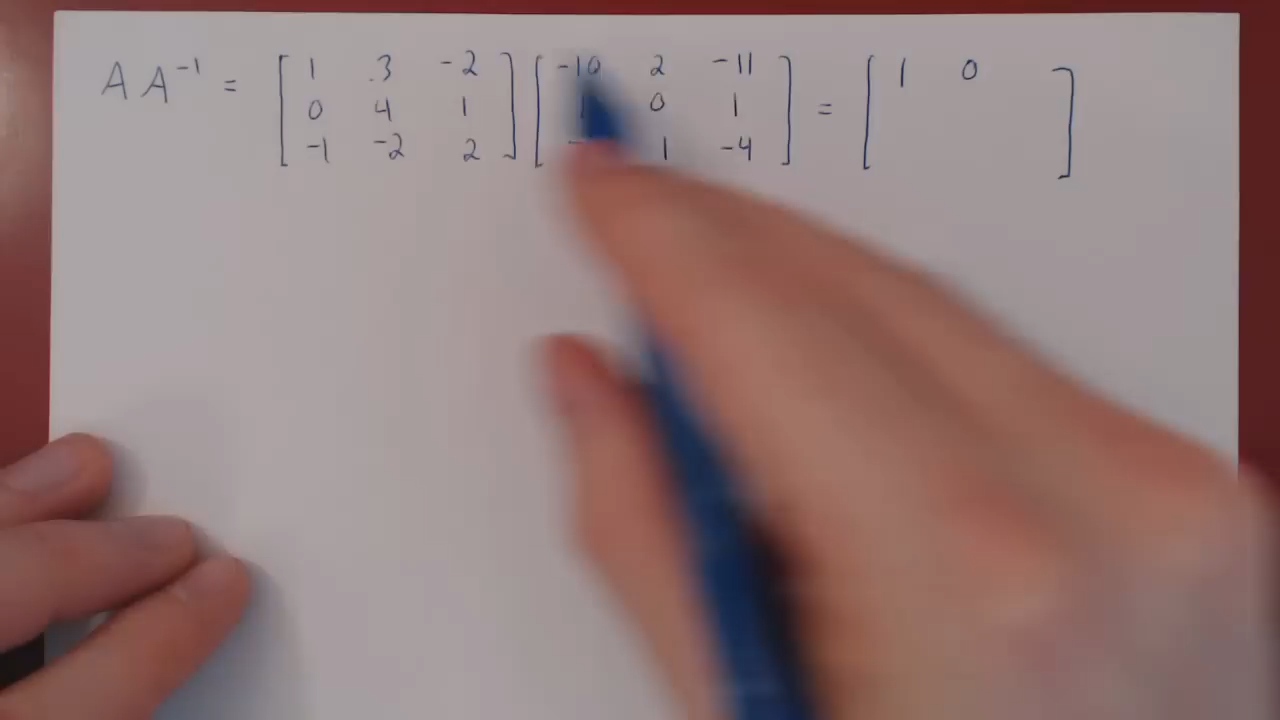 A A⁻¹ = [ 1 3 -2 ] [ -10 2 -11 ] = [ 1 0 ]
0 4 1 1 0 1
-1 -2 2 1 -4